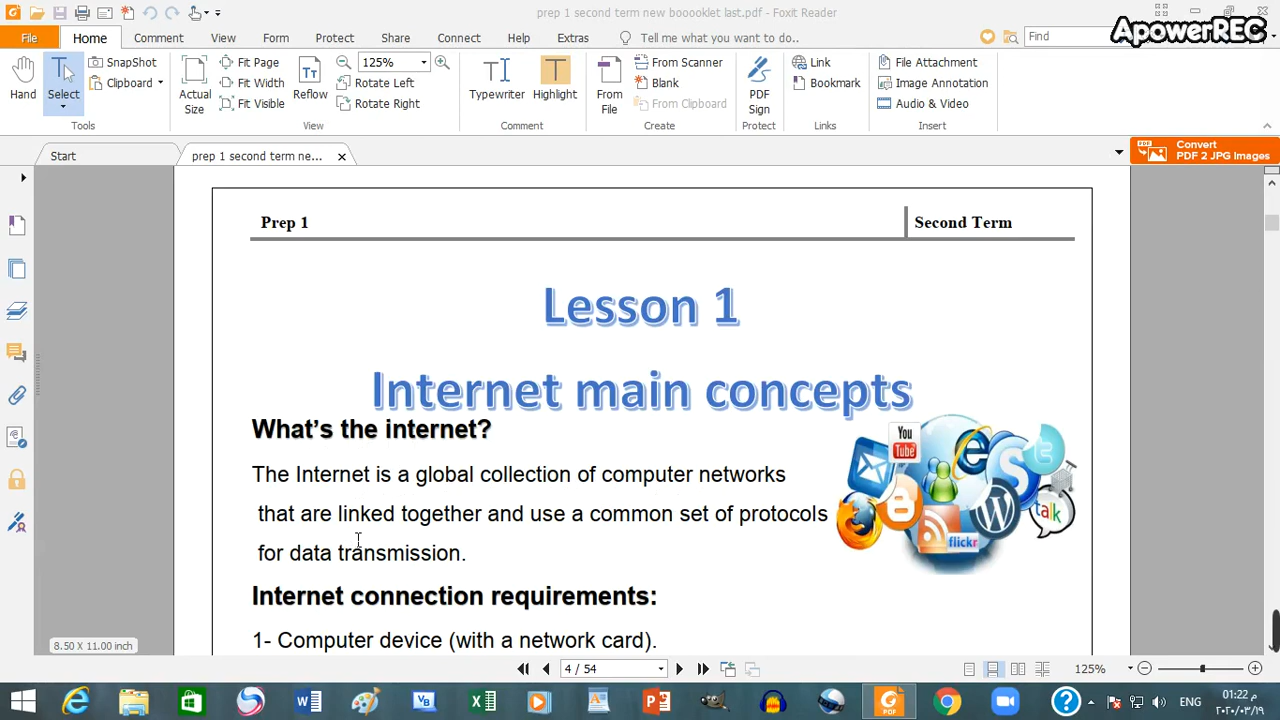 prep 1 second term new booooklet last.pdf - Foxit Reader
ApowerREC
File
Home
Comment
View
Form
Protect
Share
Connect
Help
Extras
Tell me what you want to do..
Find
Hand
Select
SnapShot
Clipboard
Actual
Size
Fit Page
Fit Width
Fit Visible
Reflow
125%
Rotate Left
Rotate Right
Typewriter
Highlight
From
File
From Scanner
Blank
From Clipboard
PDF
Sign
Link
Bookmark
File Attachment
Image Annotation
Audio & Video
Tools
View
Comment
Create
Protect
Links
Insert
Start
prep 1 second term ne...
Convert
PDF 2 JPG Images
Prep 1
Second Term
Lesson 1
Internet main concepts
What's the internet?
The Internet is a global collection of computer networks
that are linked together and use a common set of protocols
for data transmission.
You
Tube
talk
flickr
Internet connection requirements:
1- Computer device (with a network card).
8.50 X 11.00 inch
4 / 54
125%
ENG
01:22 م
٢٠٢٠/٠٣/١٩